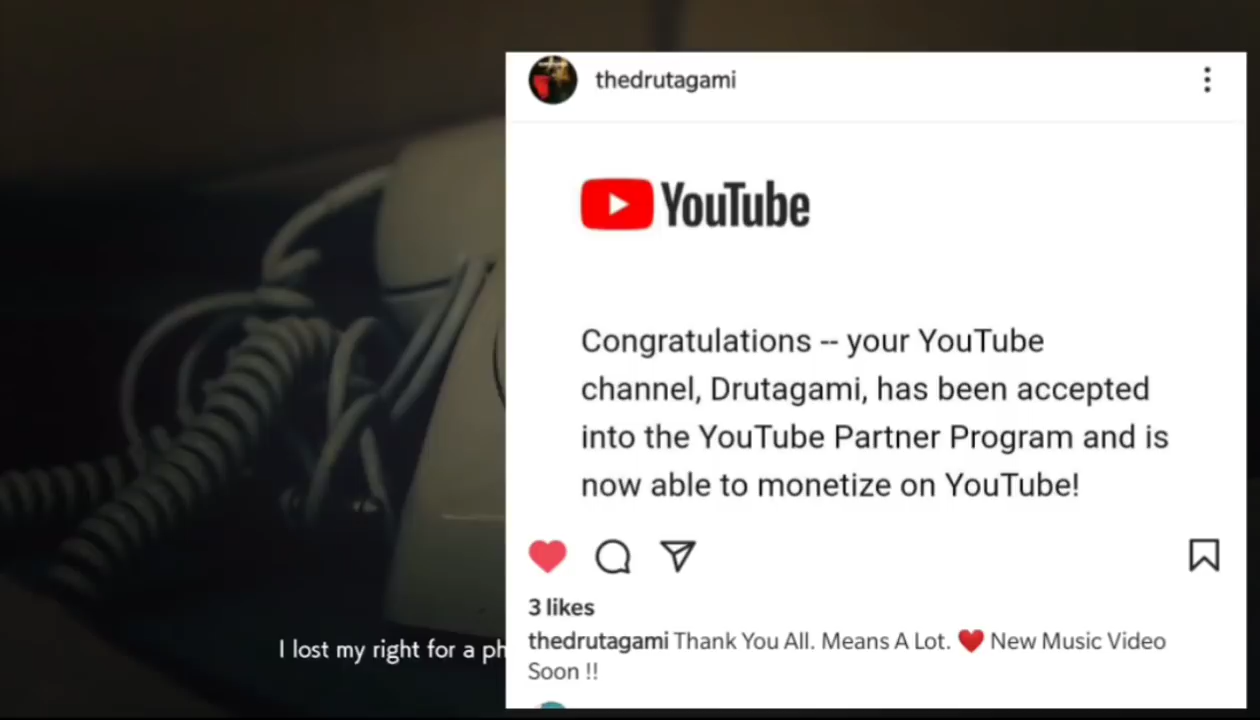 thedrutagami
YouTube
Congratulations -- your YouTube
channel, Drutagami, has been accepted
into the YouTube Partner Program and is
now able to monetize on YouTube!
3 likes
thedrutagami Thank You All. Means A Lot. ❤️ New Music Video
Soon !!
I lost my right for a ph